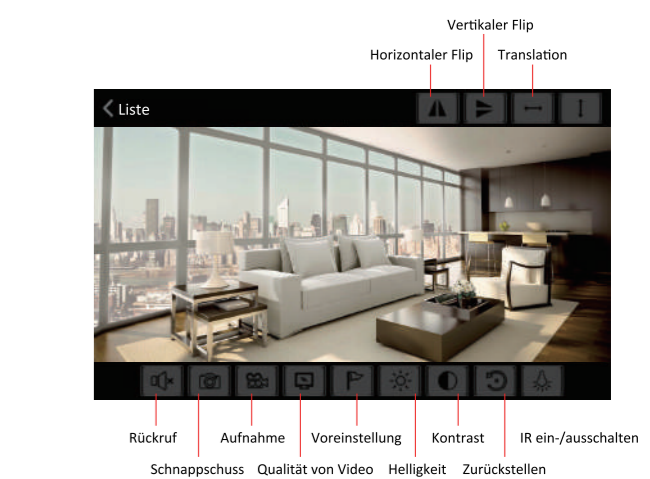 Vertikaler Flip
Horizontaler Flip
Translation
Liste
Rückruf
Aufnahme
Voreinstellung
Kontrast
IR ein-/ausschalten
Schnappschuss
Qualität von Video
Helligkeit
Zurückstellen